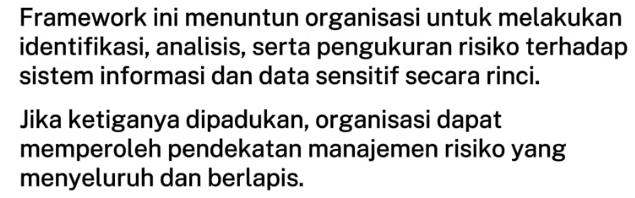 Framework ini menuntun organisasi untuk melakukan
identifikasi, analisis, serta pengukuran risiko terhadap
sistem informasi dan data sensitif secara rinci.
Jika ketiganya dipadukan, organisasi dapat
memperoleh pendekatan manajemen risiko yang
menyeluruh dan berlapis.